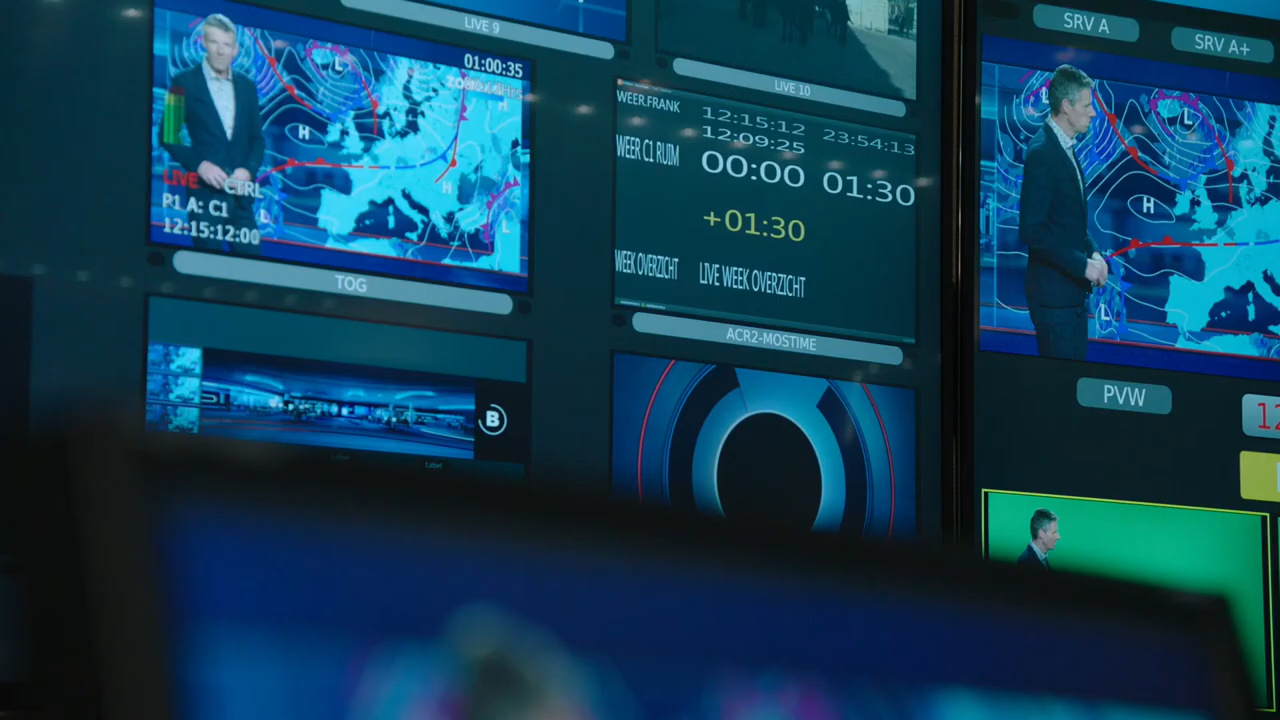 LIVE 9
01:00:35
H
L
H
H
L
L
LIVE
CTRL
P1 A: C1
12:15:12:00
TOG
B
Label
Label
LIVE 10
WEER.FRANK
12:15:12 23:54:13
12:09:25
WEER C1 RUIM
00:00 01:30
+01:30
WEEK OVERZICHT LIVE WEEK OVERZICHT
ACR2-MOSTIME
SRV A
SRV A+
L
L
H
L
PVW